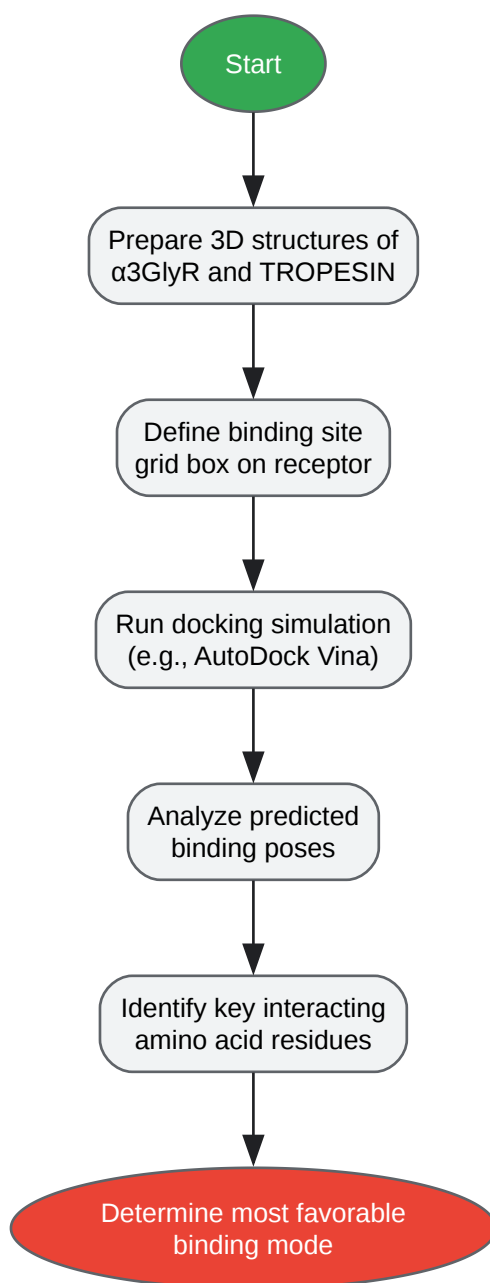 Start
Prepare 3D structures of
α3GlyR and TROPESIN
Define binding site
grid box on receptor
Run docking simulation
(e.g., AutoDock Vina)
Analyze predicted
binding poses
Identify key interacting
amino acid residues
Determine most favorable
binding mode